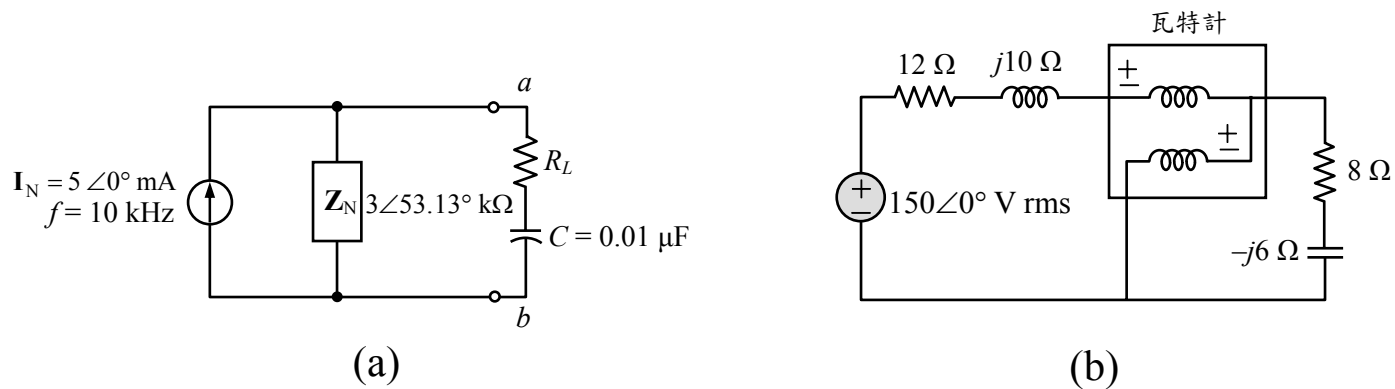 a
I_N = 5 ∠0° mA
f = 10 kHz
Z_N
3∠53.13° kΩ
R_L
C = 0.01 μF
b
(a)
瓦特計
12 Ω
j10 Ω
±
±
+
−
150∠0° V rms
8 Ω
–j6 Ω
(b)